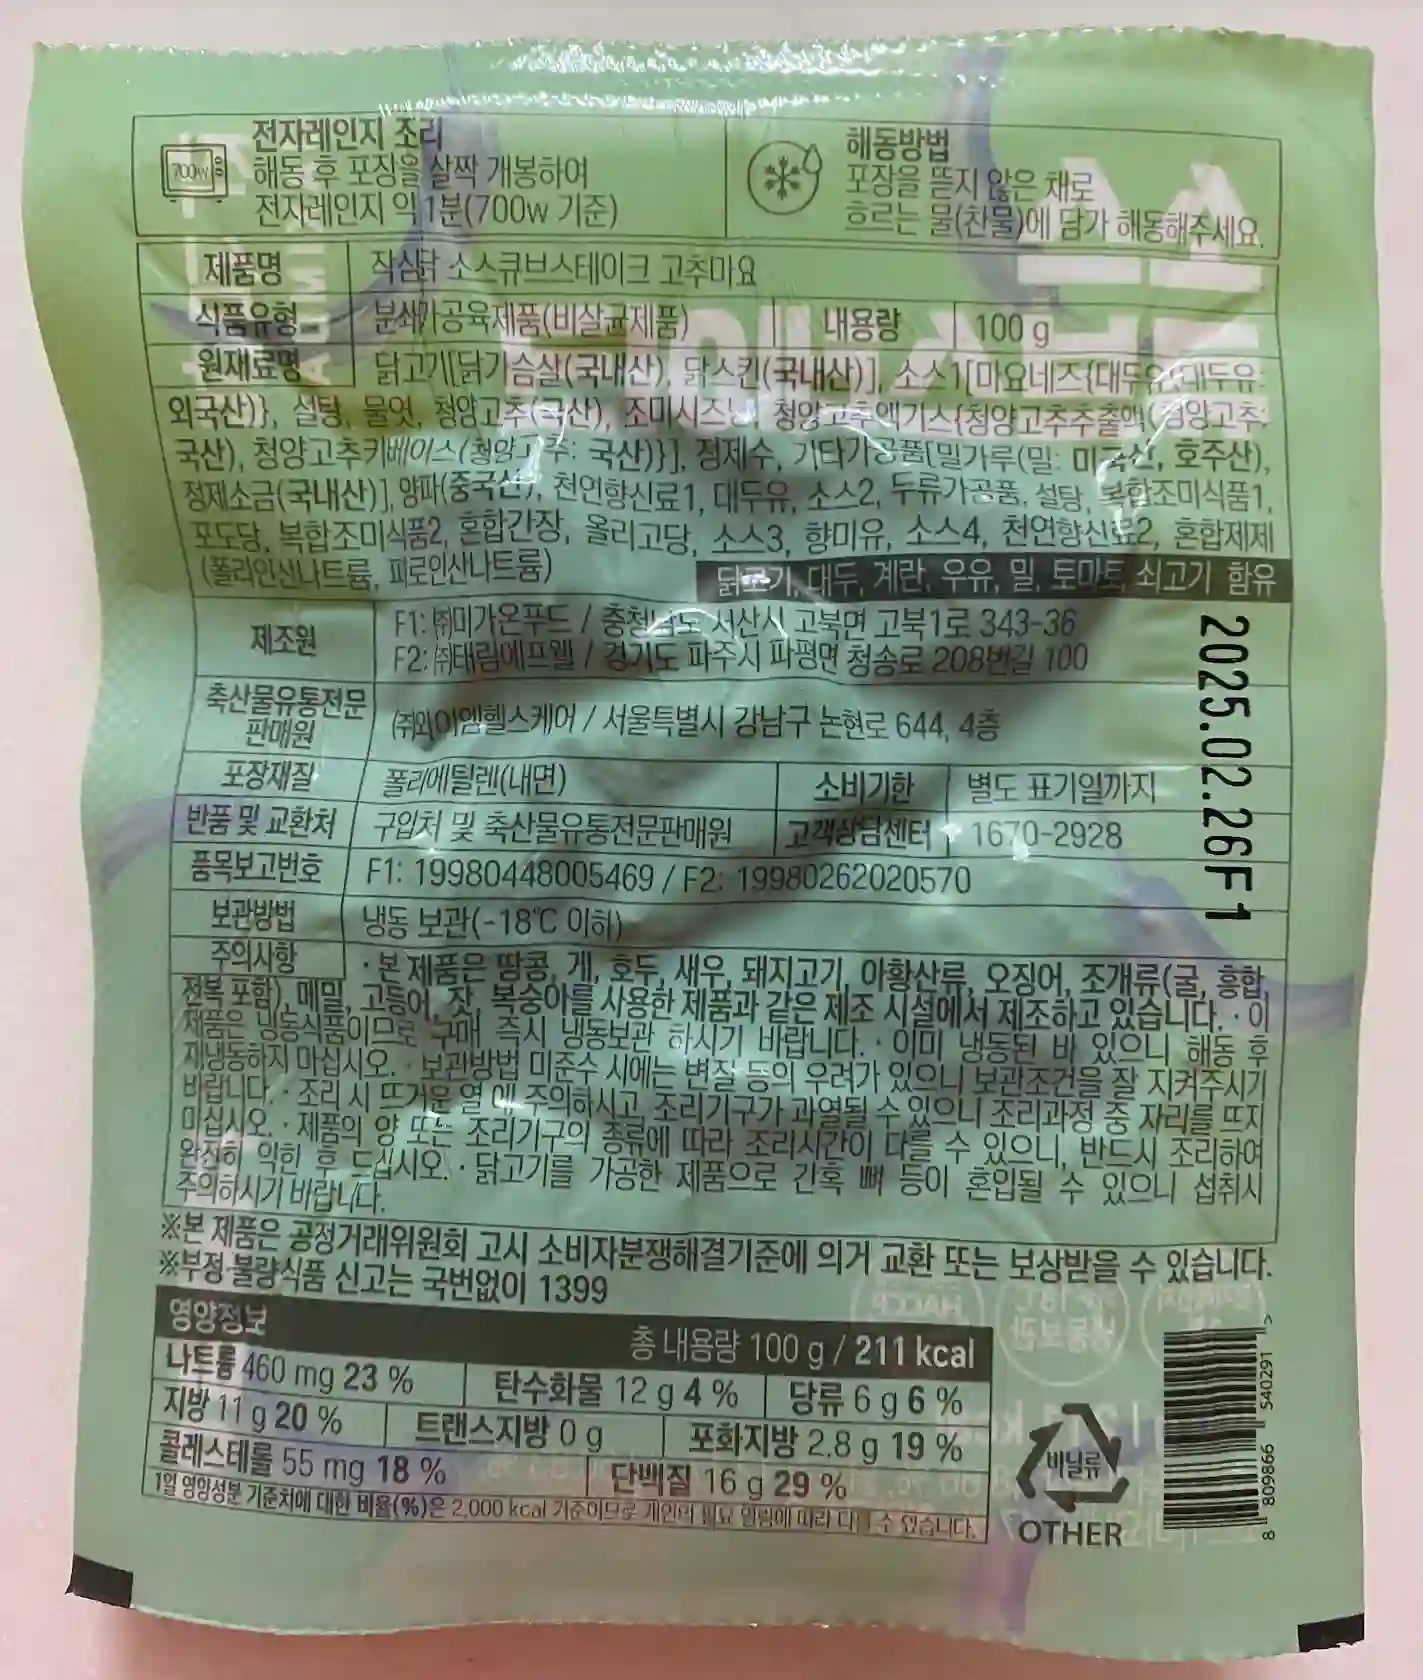 전자레인지 조리
700W 해동 후 포장을 살짝 개봉하여
전자레인지 약 1분(700w 기준)
해동방법
포장을 뜯지 않은 채로
흐르는 물(찬물)에 담가 해동해주세요.
제품명 작심닭 소스큐브스테이크 고추마요
식품유형 분쇄가공육제품(비살균제품) 내용량 100 g
원재료명 닭고기[닭가슴살(국내산), 닭스킨(국내산)], 소스1[마요네즈{대두유(대두유:
외국산)}, 설탕, 물엿, 청양고추(국산), 조미시즈닝, 청양고추엑기스{청양고추추출액(청양고추:
국산), 청양고추키베이스(청양고추: 국산)}], 정제수, 기타가공품[밀가루(밀: 미국산, 호주산),
정제소금(국내산)], 양파(중국산), 천연향신료1, 대두유, 소스2, 두류가공품, 설탕, 복합조미식품1,
포도당, 복합조미식품2, 혼합간장, 올리고당, 소스3, 향미유, 소스4, 천연향신료2, 혼합제제
(폴리인산나트륨, 피로인산나트륨) 닭고기, 대두, 계란, 우유, 밀, 토마토, 쇠고기 함유
제조원 F1: ㈜미가온푸드 / 충청남도 서산시 고북면 고북1로 343-36
F2: ㈜태림에프웰 / 경기도 파주시 파평면 청송로 208번길 100
축산물유통전문
판매원 ㈜와이엠헬스케어 / 서울특별시 강남구 논현로 644, 4층
포장재질 폴리에틸렌(내면) 소비기한 별도 표기일까지
반품 및 교환처 구입처 및 축산물유통전문판매원 고객상담센터 1670-2928
품목보고번호 F1: 19980448005469 / F2: 19980262020570
보관방법 냉동 보관(-18℃ 이하)
2025.02.26F1
주의사항 · 본 제품은 땅콩, 게, 호두, 새우, 돼지고기, 아황산류, 오징어, 조개류(굴, 홍합,
전복 포함), 메밀, 고등어, 잣, 복숭아를 사용한 제품과 같은 제조 시설에서 제조하고 있습니다. · 이
제품은 냉동식품이므로 구매 즉시 냉동보관 하시기 바랍니다. · 이미 냉동된 바 있으니 해동 후
재냉동하지 마십시오. · 보관방법 미준수 시에는 변질 등의 우려가 있으니 보관조건을 잘 지켜주시기
바랍니다. · 조리 시 뜨거운 열에 주의하시고, 조리기구가 과열될 수 있으니 조리과정 중 자리를 뜨지
마십시오. · 제품의 양 또는 조리기구의 종류에 따라 조리시간이 다를 수 있으니, 반드시 조리하여
완전히 익힌 후 드십시오. · 닭고기를 가공한 제품으로 간혹 뼈 등이 혼입될 수 있으니 섭취시
주의하시기 바랍니다.
※본 제품은 공정거래위원회 고시 소비자분쟁해결기준에 의거 교환 또는 보상받을 수 있습니다.
※부정·불량식품 신고는 국번없이 1399
영양정보 총 내용량 100 g / 211 kcal
나트륨 460 mg 23 % 탄수화물 12 g 4 % 당류 6 g 6 %
지방 11 g 20 % 트랜스지방 0 g 포화지방 2.8 g 19 %
콜레스테롤 55 mg 18 % 단백질 16 g 29 %
1일 영양성분 기준치에 대한 비율(%)은 2,000 kcal 기준이므로 개인의 필요 열량에 따라 다를 수 있습니다.
비닐류
OTHER
8 809866 540291 >